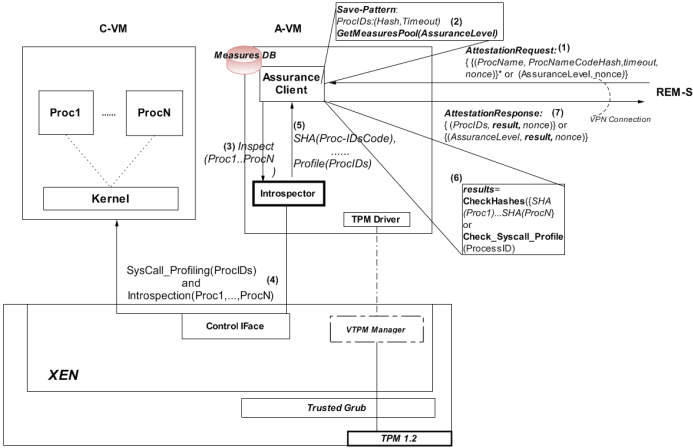 C-VM
A-VM
Save-Pattern:
ProcIDs:(Hash,Timeout) (2)
GetMeasuresPool(AssuranceLevel)
Measures DB
Assurance
Client
AttestationRequest: (1)
{ {(ProcName, ProcNameCodeHash,timeout,
nonce)}* or (AssuranceLevel,nonce)}
REM-S
VPN Connection
AttestationResponse: (7)
{ (ProcIDs, result, nonce)} or
{(AssuranceLevel, result, nonce)}
Proc1
......
ProcN
Kernel
(3) Inspect
(Proc1..ProcN
)
(5)
SHA(Proc-IDsCode),
......
Profile(ProcIDs)
Introspector
TPM Driver
(6)
results=
CheckHashes({SHA
(Proc1)...SHA(ProcN}
or
Check_Syscall_Profile
(ProcessID)
SysCall_Profiling(ProcIDs)
and (4)
Introspection(Proc1,...,ProcN)
Control IFace
VTPM Manager
XEN
Trusted Grub
TPM 1.2